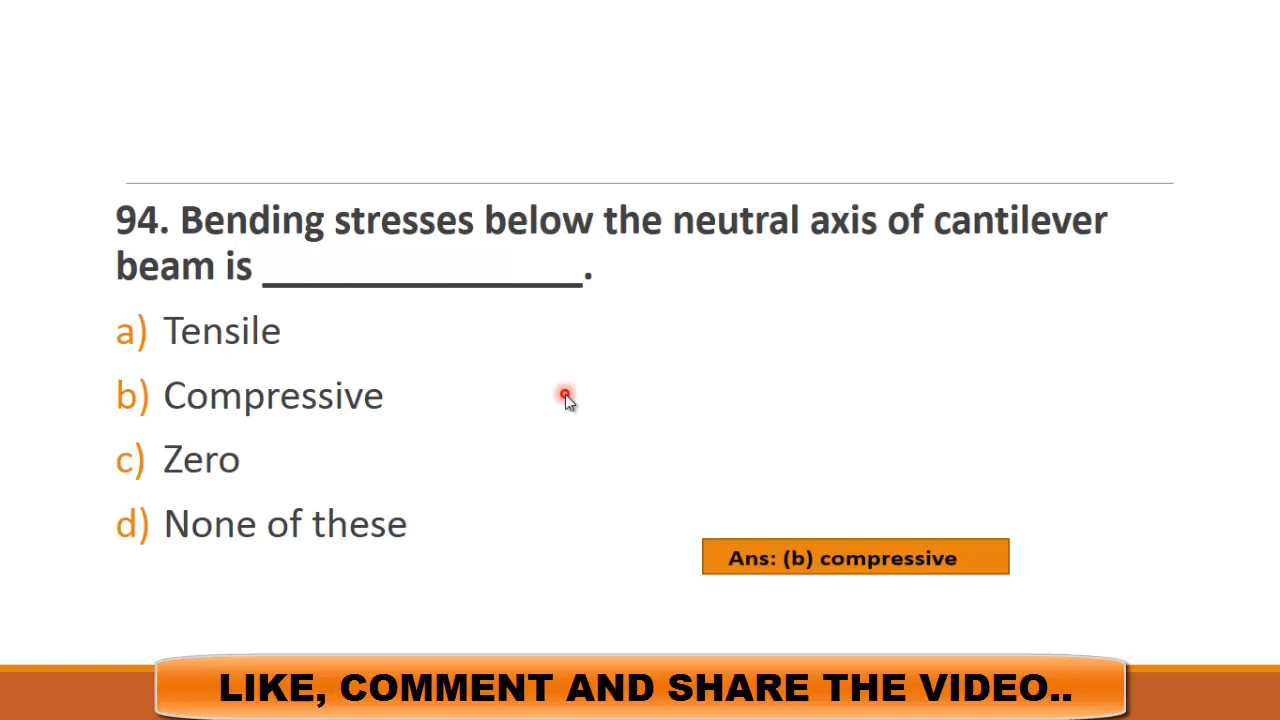 94. Bending stresses below the neutral axis of cantilever
beam is ________________.
a) Tensile
b) Compressive
c) Zero
d) None of these
Ans: (b) compressive
LIKE, COMMENT AND SHARE THE VIDEO..